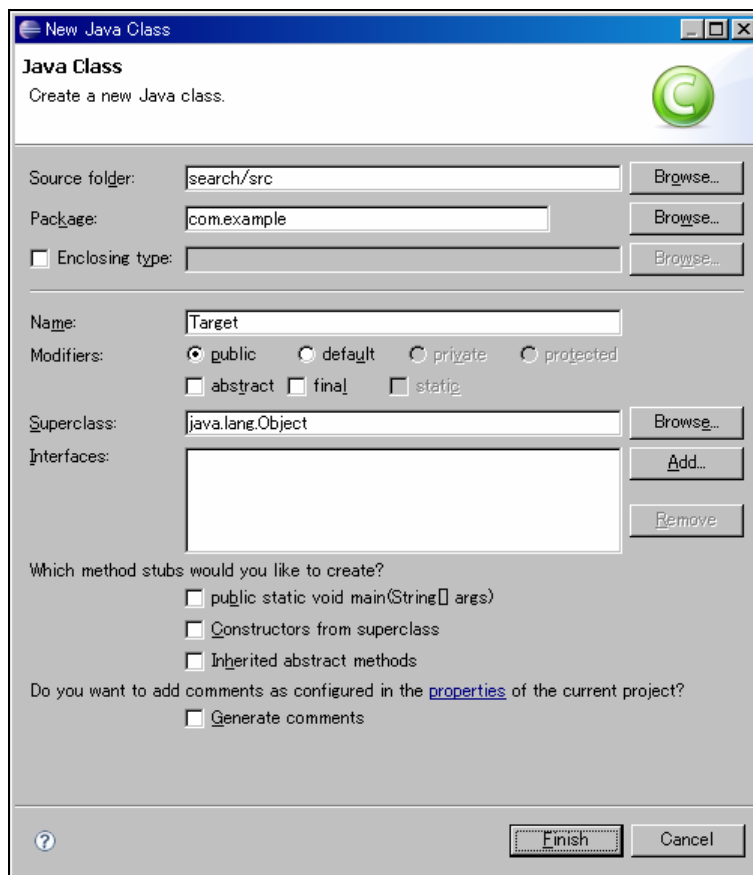 New Java Class
Java Class
Create a new Java class.
Source folder: search/src Browse...
Package: com.example Browse...
Enclosing type: Browse...
Name: Target
Modifiers: public default private protected
abstract final static
Superclass: java.lang.Object Browse...
Interfaces: Add...
Remove
Which method stubs would you like to create?
public static void main(String[] args)
Constructors from superclass
Inherited abstract methods
Do you want to add comments as configured in the properties of the current project?
Generate comments
? Finish Cancel